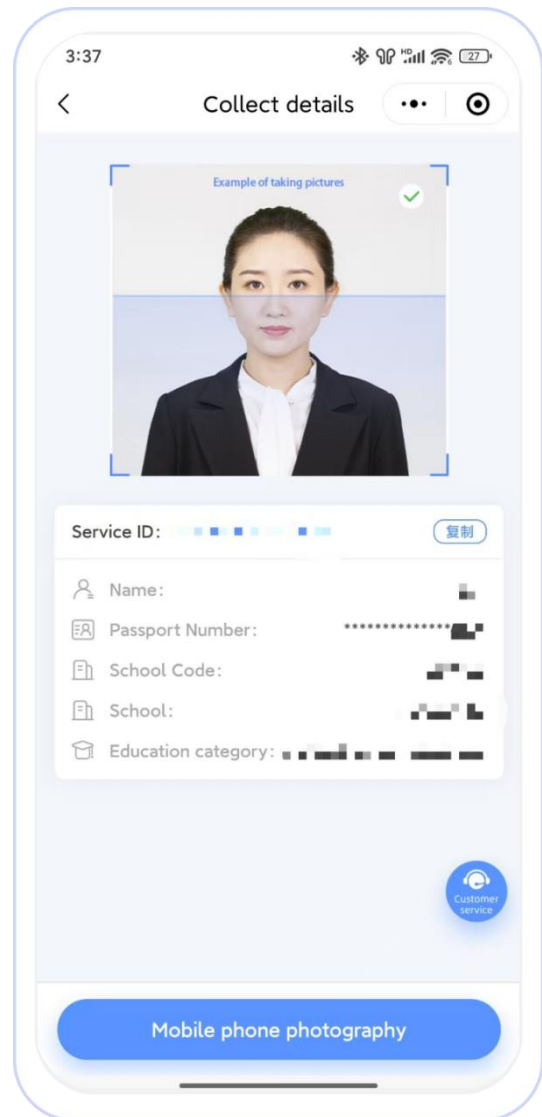 3:37 HD 27
Collect details
Example of taking pictures
Service ID: 复制
Name:
Passport Number: **************
School Code:
School:
Education category:
Customer
service
Mobile phone photography